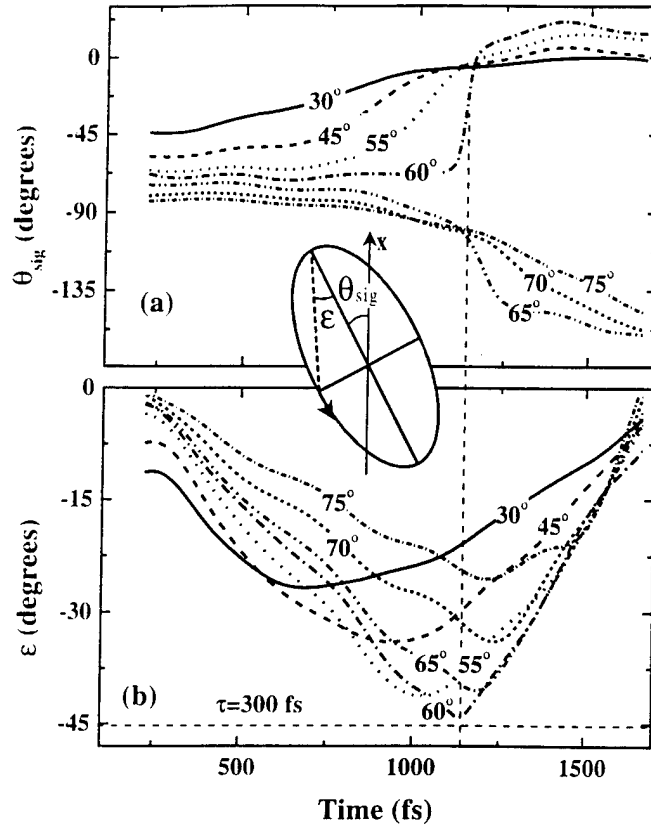 0
-45
-90
-135
θsig (degrees)
30°
45°
55°
60°
70°
75°
65°
(a)
x
θsig
ε
0
-15
-30
-45
ε (degrees)
75°
70°
30°
45°
65°
55°
60°
(b)
τ=300 fs
500
1000
1500
Time (fs)